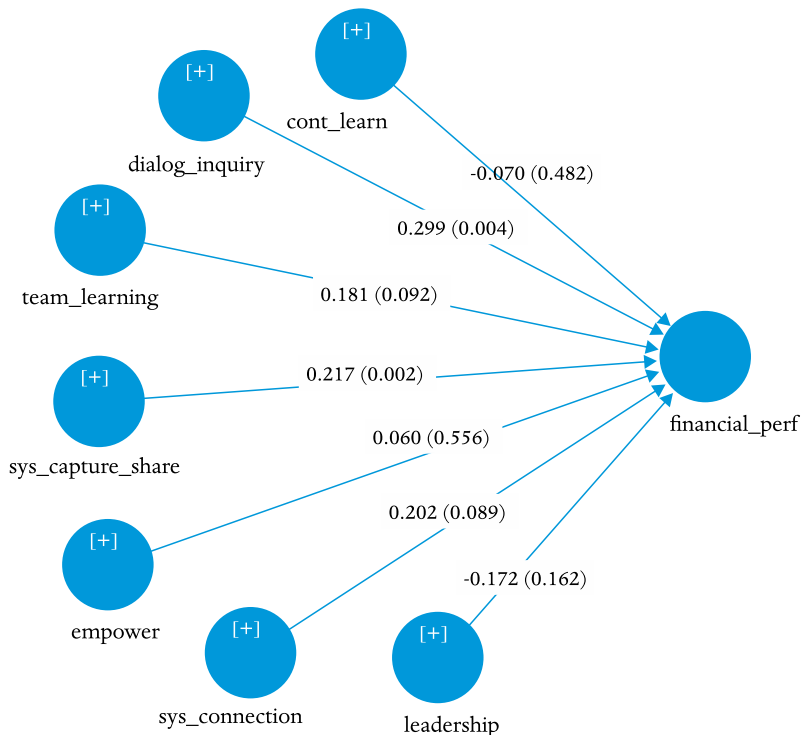 [+]
cont_learn
[+]
dialog_inquiry
-0.070 (0.482)
[+]
team_learning
0.299 (0.004)
0.181 (0.092)
[+]
sys_capture_share
0.217 (0.002)
financial_perf
0.060 (0.556)
[+]
empower
0.202 (0.089)
[+]
sys_connection
-0.172 (0.162)
[+]
leadership